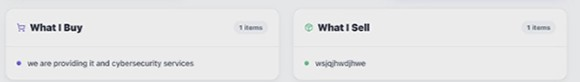 What I Buy
1 items
we are providing it and cybersecurity services
What I Sell
1 items
wsjqjhwdjhwe